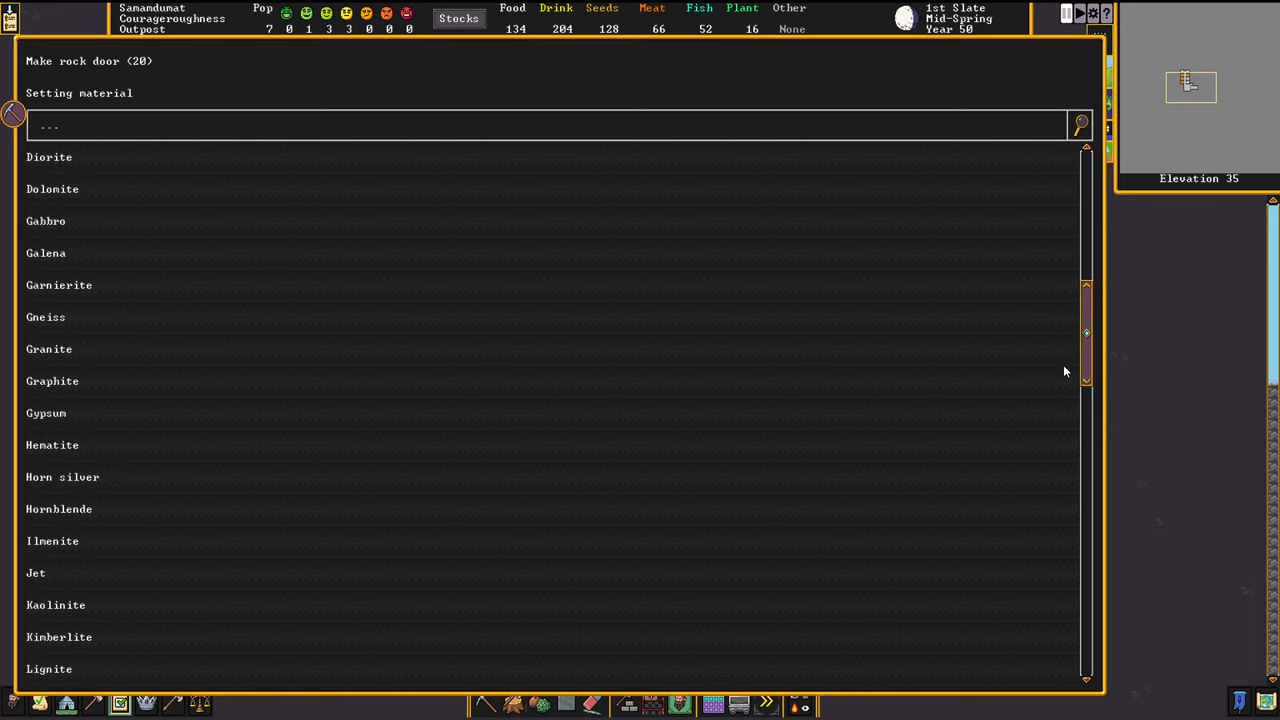 Samandumat
Courageroughness
Outpost
Pop
7 0 1 3 3 0 0 0
Stocks
Food Drink Seeds Meat Fish Plant Other
134 204 128 66 52 16 None
1st Slate
Mid-Spring
Year 50
Make rock door (20)
Setting material
...
Diorite
Dolomite
Gabbro
Galena
Garnierite
Gneiss
Granite
Graphite
Gypsum
Hematite
Horn silver
Hornblende
Ilmenite
Jet
Kaolinite
Kimberlite
Lignite
Elevation 35